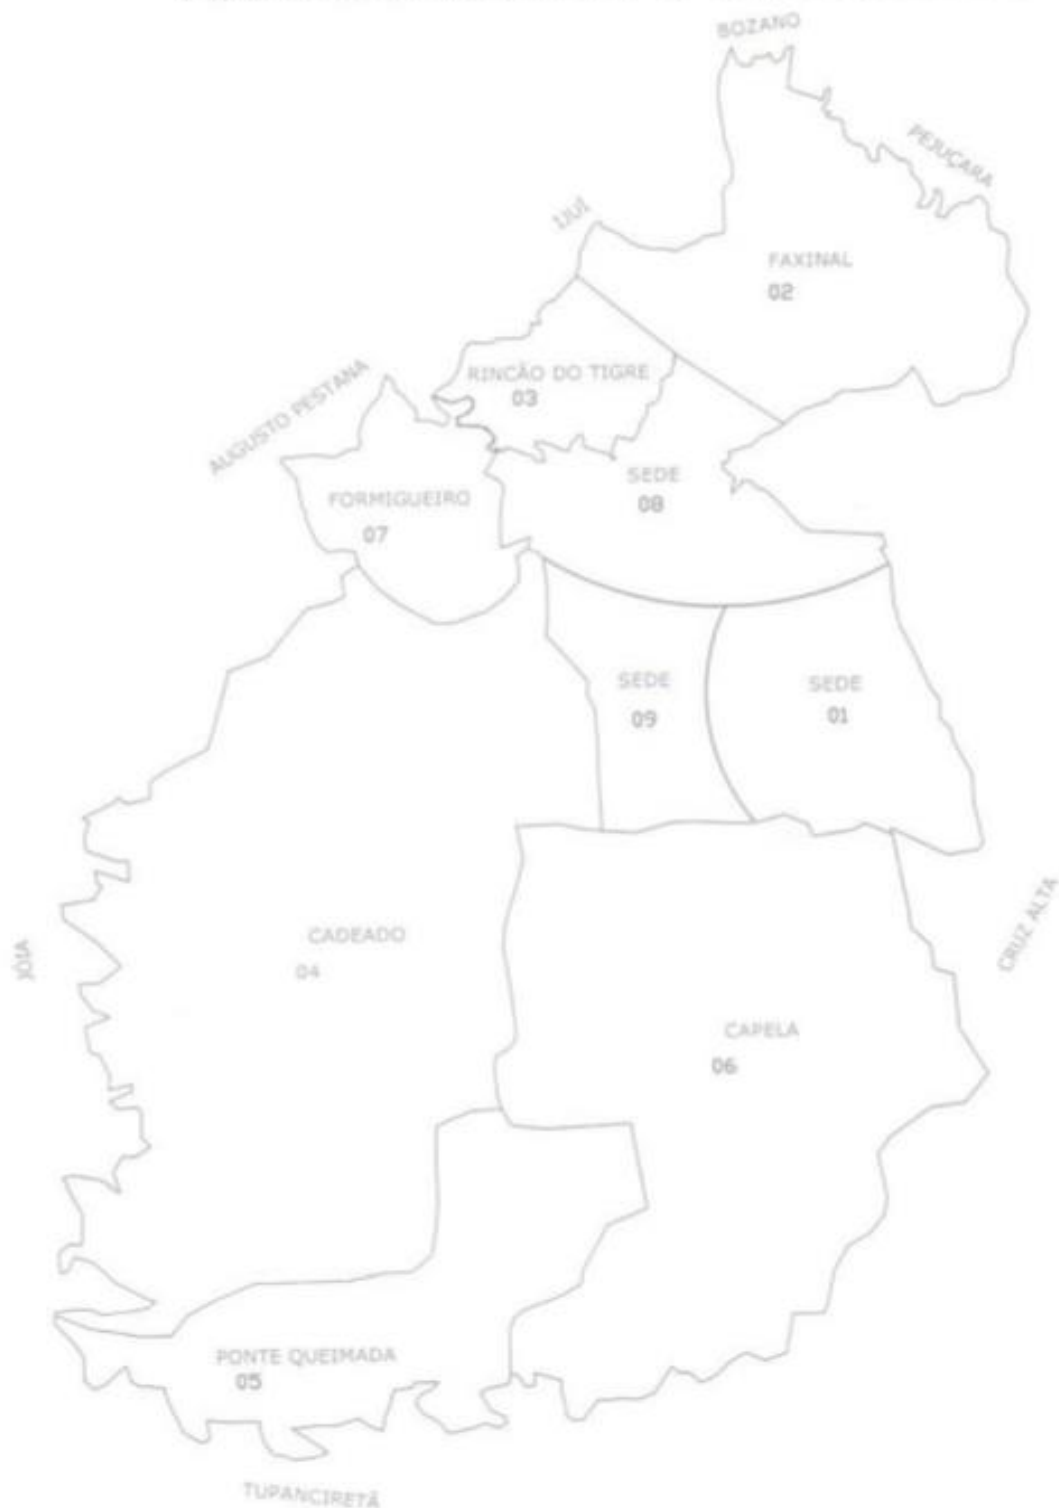 BOZANO
PEJUÇARA
IJUÍ
FAXINAL
02
RINCÃO DO TIGRE
03
AUGUSTO PESTANA
SEDE
08
FORMIGUEIRO
07
SEDE
09
SEDE
01
CRUZ ALTA
CADEADO
04
JÓIA
CAPELA
06
PONTE QUEIMADA
05
TUPANCIRETÃ